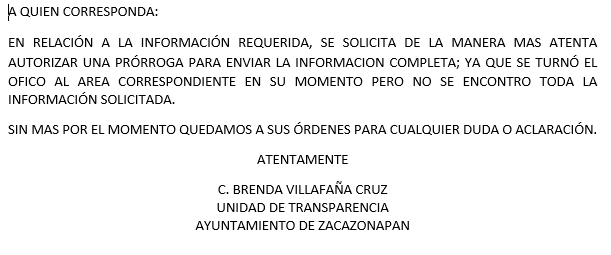 A QUIEN CORRESPONDA:
EN RELACIÓN A LA INFORMACIÓN REQUERIDA, SE SOLICITA DE LA MANERA MAS ATENTA
AUTORIZAR UNA PRÓRROGA PARA ENVIAR LA INFORMACION COMPLETA; YA QUE SE TURNÓ EL
OFICO AL AREA CORRESPONDIENTE EN SU MOMENTO PERO NO SE ENCONTRO TODA LA
INFORMACIÓN SOLICITADA.
SIN MAS POR EL MOMENTO QUEDAMOS A SUS ÓRDENES PARA CUALQUIER DUDA O ACLARACIÓN.
ATENTAMENTE
C. BRENDA VILLAFAÑA CRUZ
UNIDAD DE TRANSPARENCIA
AYUNTAMIENTO DE ZACAZONAPAN